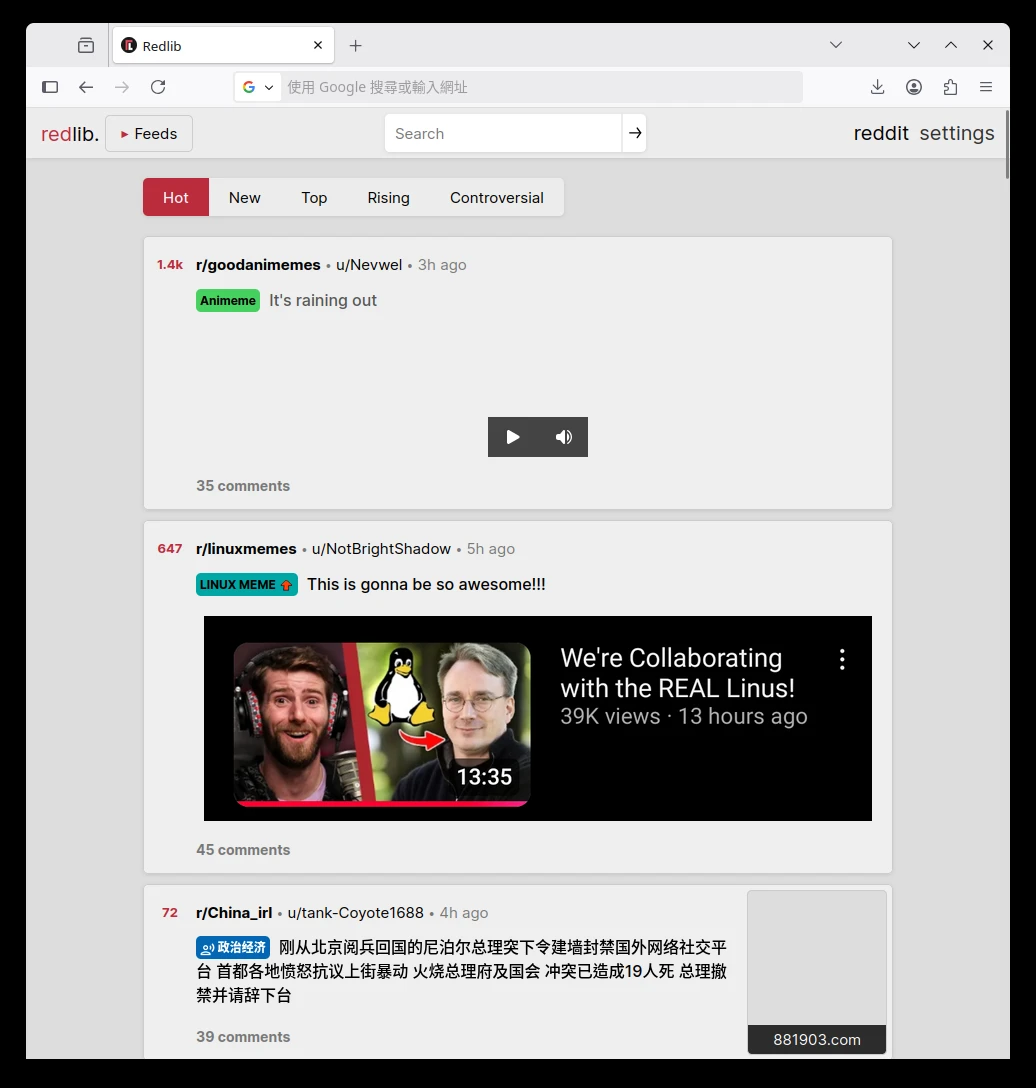 Redlib
使用 Google 搜尋或輸入網址
redlib.
Feeds
Search
reddit settings
Hot New Top Rising Controversial
1.4k r/goodanimemes • u/Nevwel • 3h ago
Animeme It's raining out
35 comments
647 r/linuxmemes • u/NotBrightShadow • 5h ago
LINUX MEME This is gonna be so awesome!!!
We're Collaborating
with the REAL Linus!
39K views · 13 hours ago
13:35
45 comments
72 r/China_irl • u/tank-Coyote1688 • 4h ago
政治经济 刚从北京阅兵回国的尼泊尔总理突下令建墙封禁国外网络社交平
台 首都各地愤怒抗议上街暴动 火烧总理府及国会 冲突已造成19人死 总理撤
禁并请辞下台
39 comments
881903.com